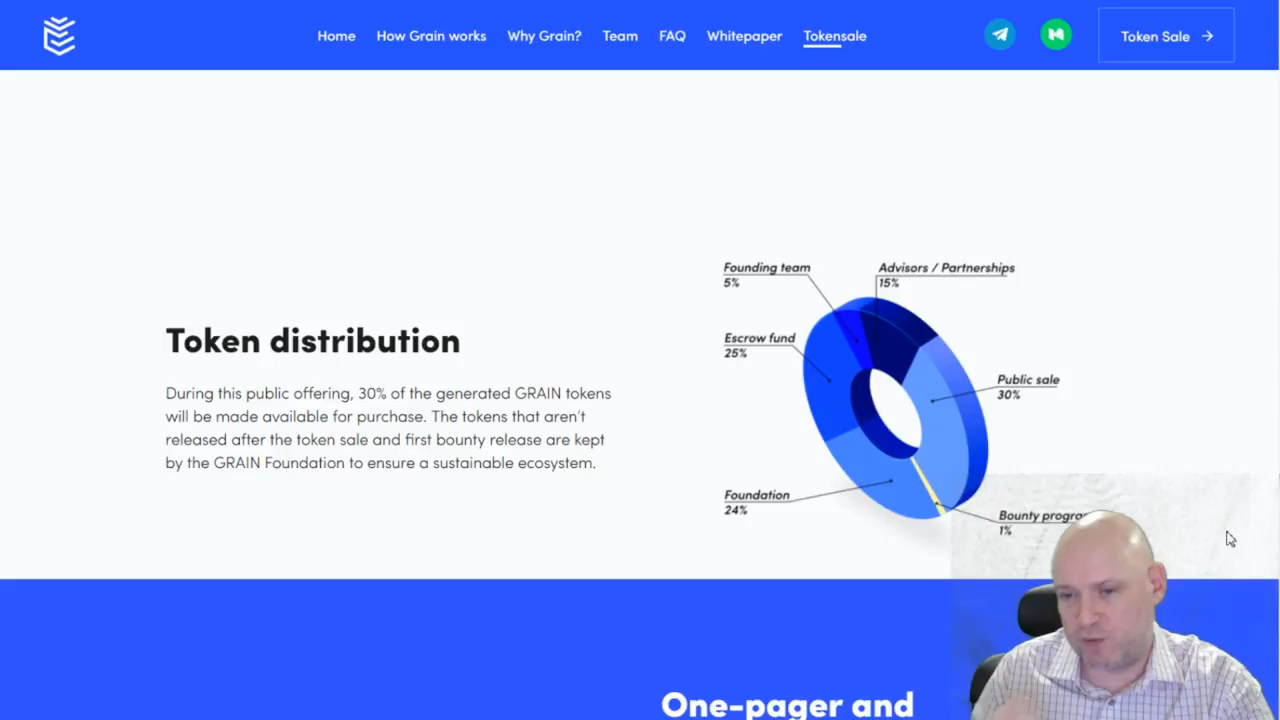 Home How Grain works Why Grain? Team FAQ Whitepaper Tokensale
Token Sale
Token distribution
During this public offering, 30% of the generated GRAIN tokens
will be made available for purchase. The tokens that aren't
released after the token sale and first bounty release are kept
by the GRAIN Foundation to ensure a sustainable ecosystem.
Founding team
5%
Advisors / Partnerships
15%
Escrow fund
25%
Public sale
30%
Foundation
24%
Bounty
1%
One-pager and